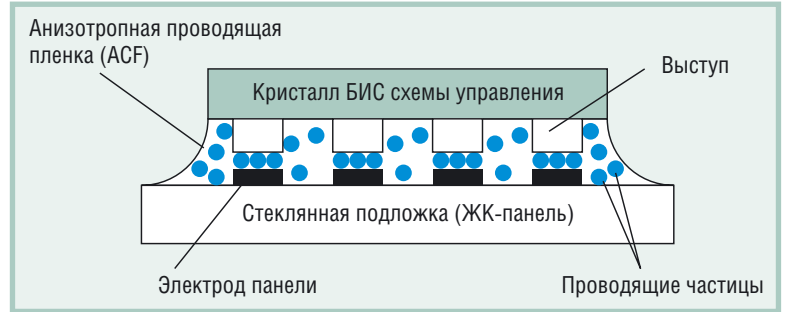 Анизотропная проводящая
пленка (ACF)
Выступ
Кристалл БИС схемы управления
Стеклянная подложка (ЖК-панель)
Электрод панели
Проводящие частицы